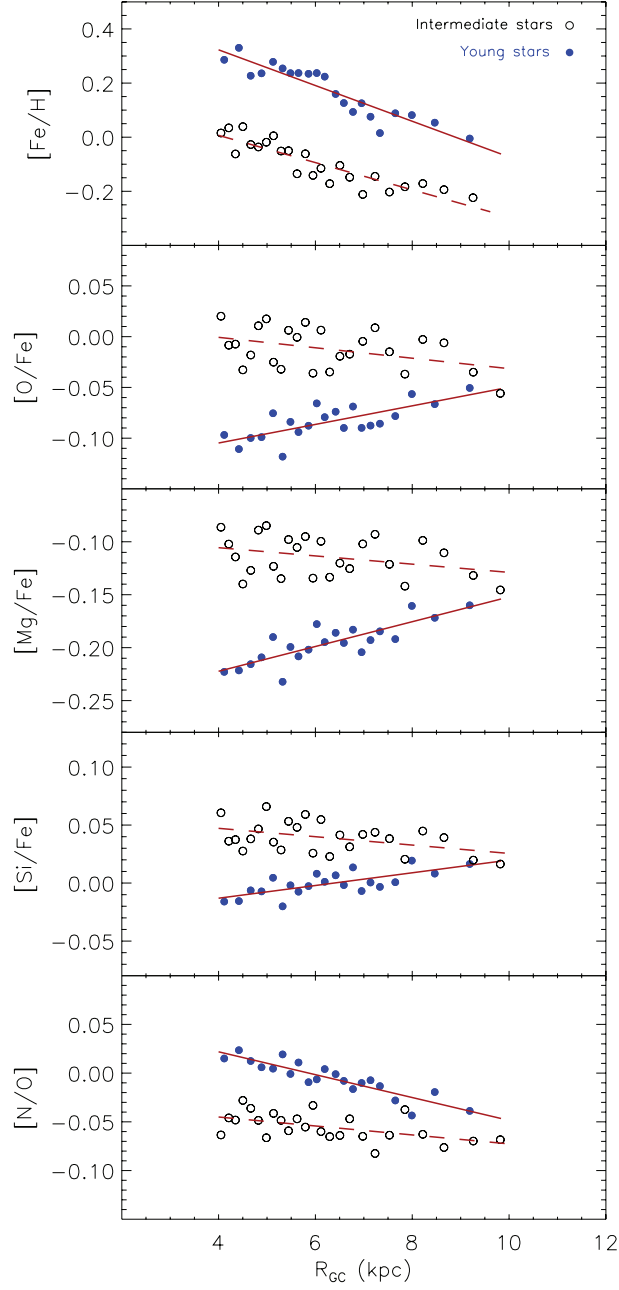 Intermediate stars
Young stars
[Fe/H]
0.4
0.2
0.0
−0.2
[O/Fe]
0.05
0.00
−0.05
−0.10
[Mg/Fe]
−0.10
−0.15
−0.20
−0.25
[Si/Fe]
0.10
0.05
0.00
−0.05
[N/O]
0.05
0.00
−0.05
−0.10
4 6 8 10 12
R_GC (kpc)